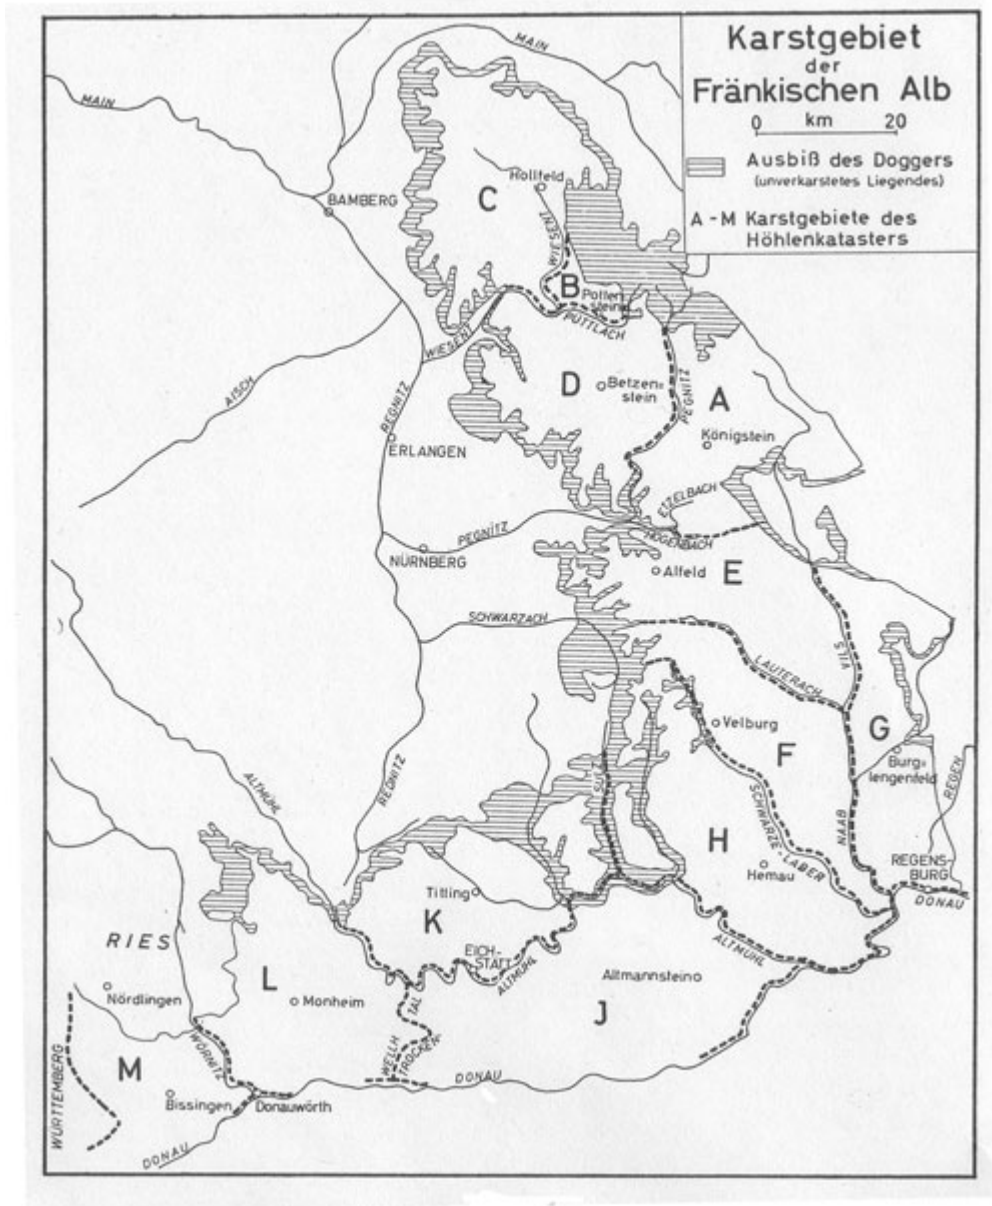 Karstgebiet
der
Fränkischen Alb
0 km 20
Ausbiß des Doggers
(unverkarstetes Liegendes)
A - M Karstgebiete des
Höhlenkatasters
MAIN
MAIN
BAMBERG
Hollfeld
C
WIESENT
B
Potten
stein
PÜTTLACH
WIESENT
AISCH
REGNITZ
D
Betzen=
stein
PEGNITZ
A
Königstein
ERLANGEN
ETZELBACH
PEGNITZ
HÖGENBACH
NÜRNBERG
Alfeld
E
SCHWARZACH
LAUTERACH
VILS
G
Velburg
F
Burg=
lengenfeld
REGEN
ALTMÜHL
REDNITZ
SULZ
SCHWARZE - LABER
NAAB
H
Hemau
REGENS-
BURG
DONAU
Titling
K
EICH-
STÄTT
ALTMÜHL
ALTMÜHL
RIES
Nördlingen
L
Monheim
Altmannstein
J
WELLH.
TROCKEN-
TAL
WÖRNITZ
M
Bissingen
Donauwörth
DONAU
DONAU
WÜRTTEMBERG